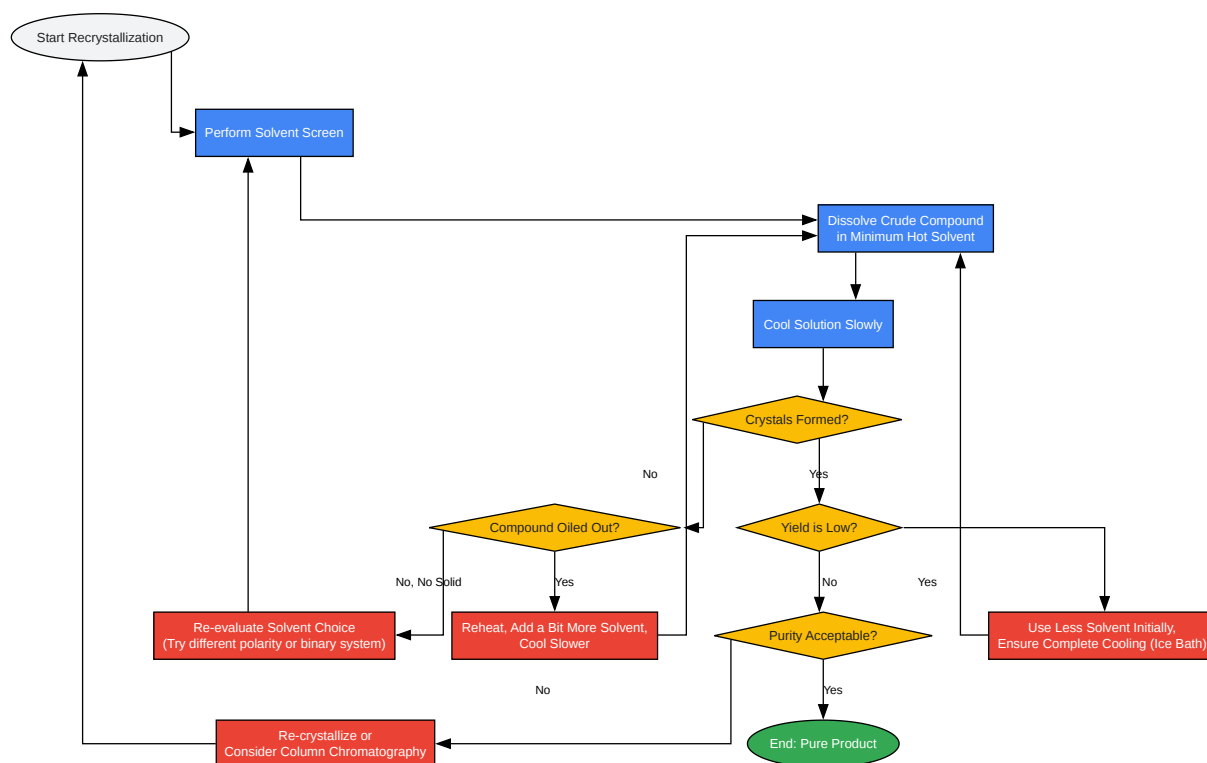 Start Recrystallization
Perform Solvent Screen
Dissolve Crude Compound
in Minimum Hot Solvent
Cool Solution Slowly
Crystals Formed?
No
Yes
Compound Oiled Out?
Yield is Low?
No, No Solid
Yes
No
Yes
Re-evaluate Solvent Choice
(Try different polarity or binary system)
Reheat, Add a Bit More Solvent,
Cool Slower
Purity Acceptable?
Use Less Solvent Initially,
Ensure Complete Cooling (Ice Bath)
No
Yes
Re-crystallize or
Consider Column Chromatography
End: Pure Product